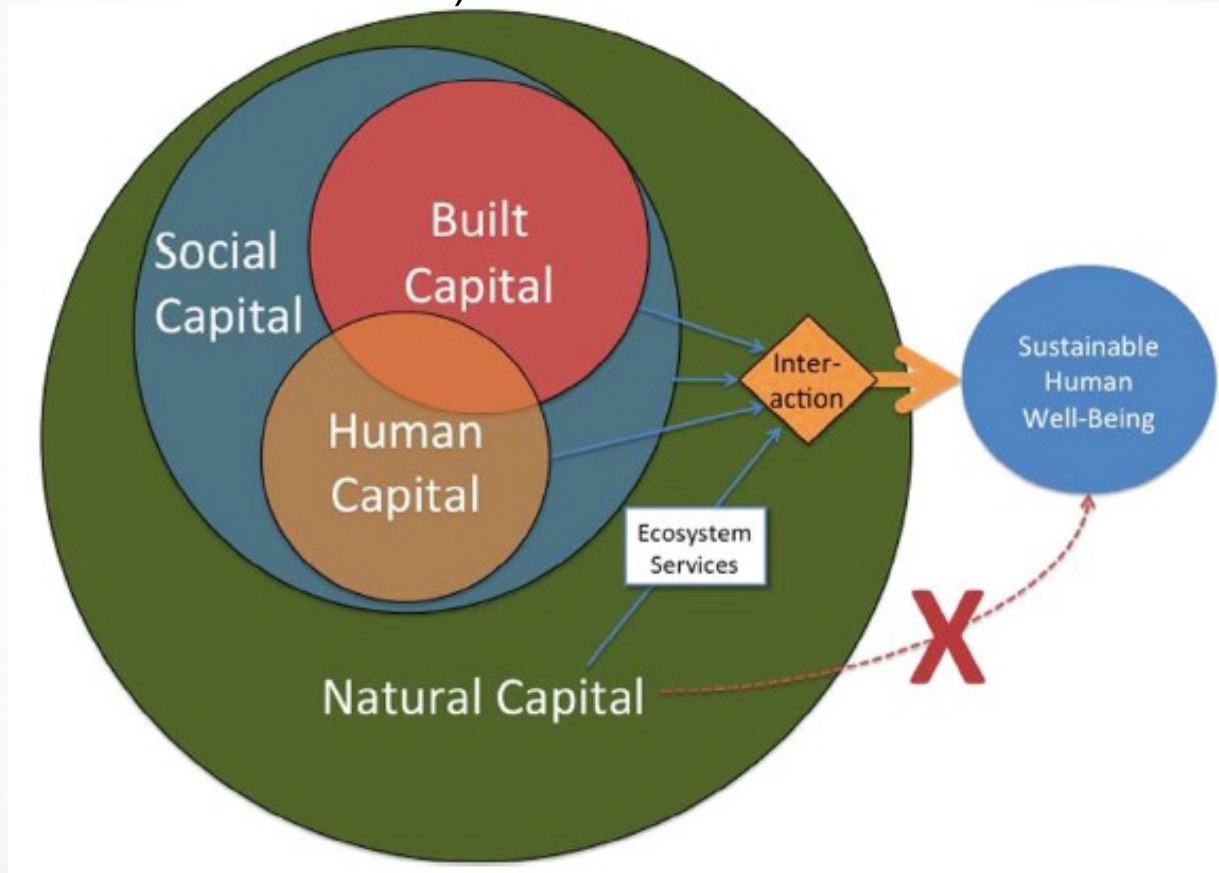 Built
Capital
Social
Capital
Inter-
action
Sustainable
Human
Well-Being
Human
Capital
Ecosystem
Services
X
Natural Capital